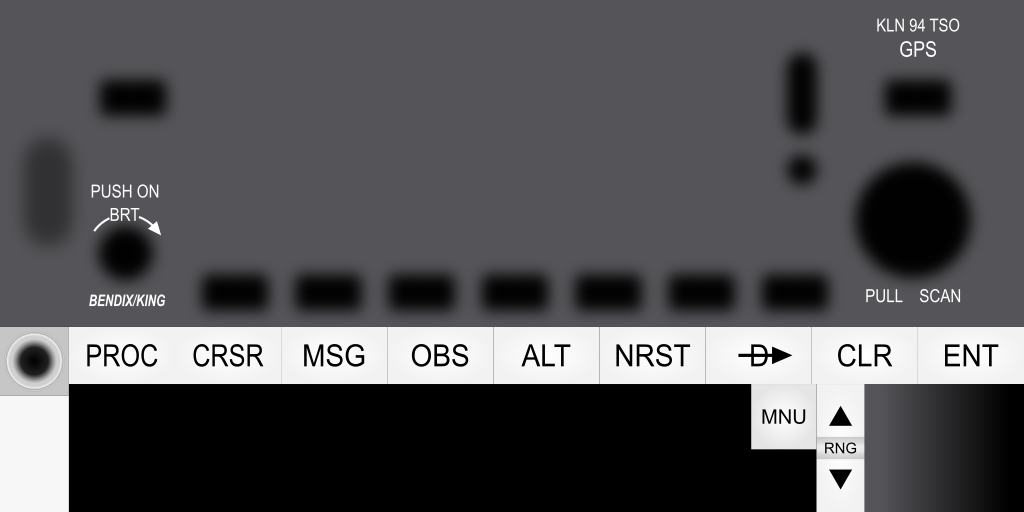 KLN 94 TSO
GPS
PUSH ON
BRT
BENDIX/KING
PULL SCAN
PROC CRSR MSG OBS ALT NRST D CLR ENT
MNU
RNG